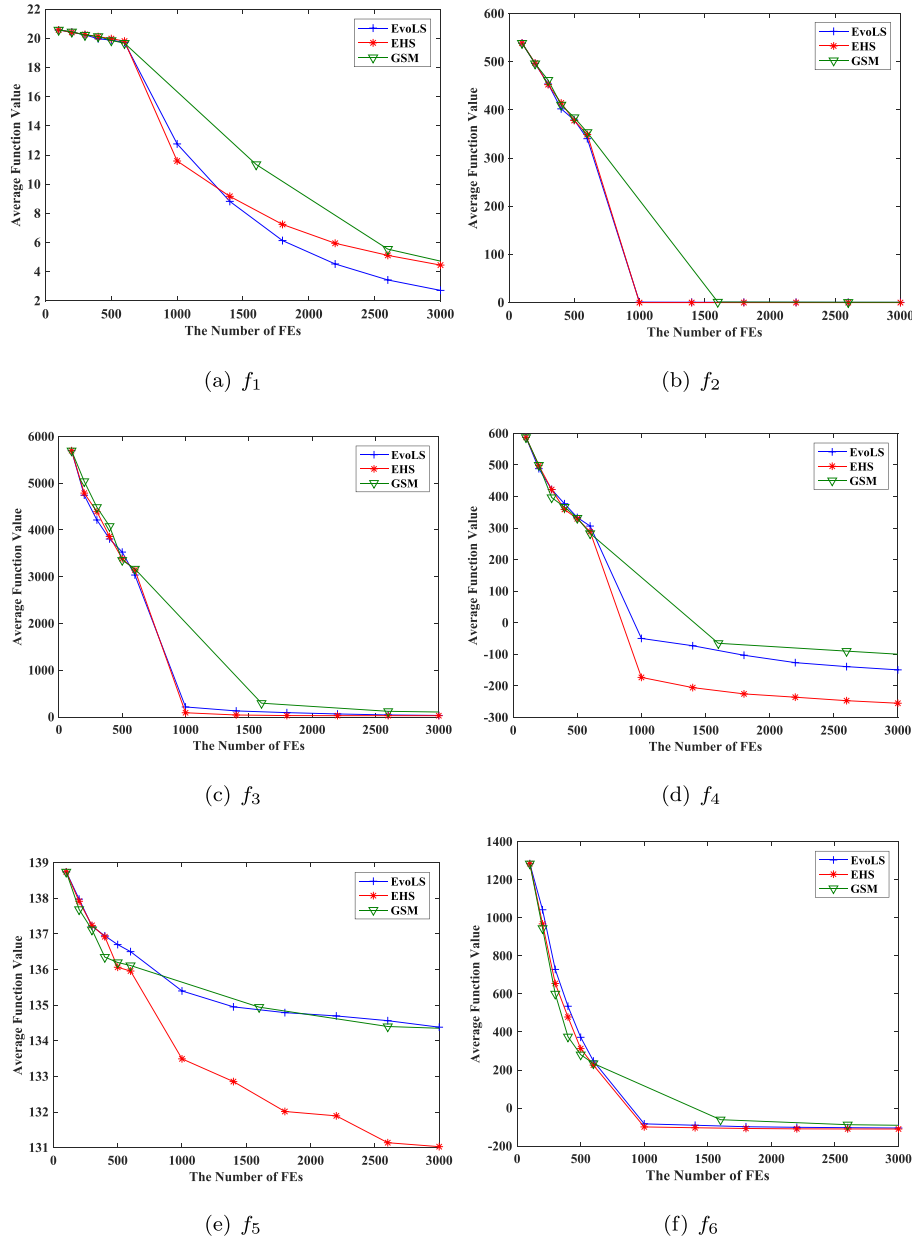 22
20
18
16
14
12
10
8
6
4
2
Average Function Value
0
500
1000
1500
2000
2500
3000
The Number of FEs
EvoLS
EHS
GSM
(a) f1
600
500
400
300
200
100
0
Average Function Value
0
500
1000
1500
2000
2500
3000
The Number of FEs
EvoLS
EHS
GSM
(b) f2
6000
5000
4000
3000
2000
1000
0
Average Function Value
0
500
1000
1500
2000
2500
3000
The Number of FEs
EvoLS
EHS
GSM
(c) f3
600
500
400
300
200
100
0
-100
-200
-300
Average Function Value
0
500
1000
1500
2000
2500
3000
The Number of FEs
EvoLS
EHS
GSM
(d) f4
139
138
137
136
135
134
133
132
131
Average Function Value
0
500
1000
1500
2000
2500
3000
The Number of FEs
EvoLS
EHS
GSM
(e) f5
1400
1200
1000
800
600
400
200
0
-200
Average Function Value
0
500
1000
1500
2000
2500
3000
The Number of FEs
EvoLS
EHS
GSM
(f) f6